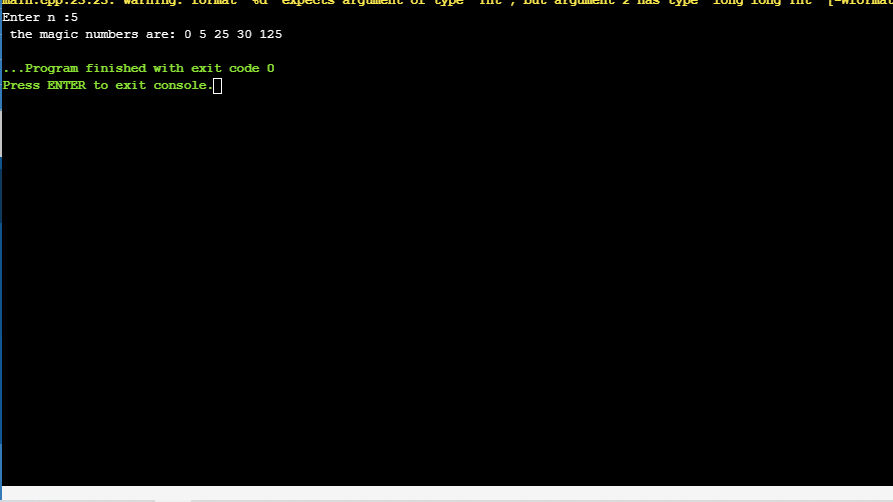 main.cpp:23:23: warning: format '%d' expects argument of type 'int', but argument 2 has type 'long long int' [-Wformat
Enter n :5
the magic numbers are: 0 5 25 30 125
...Program finished with exit code 0
Press ENTER to exit console.